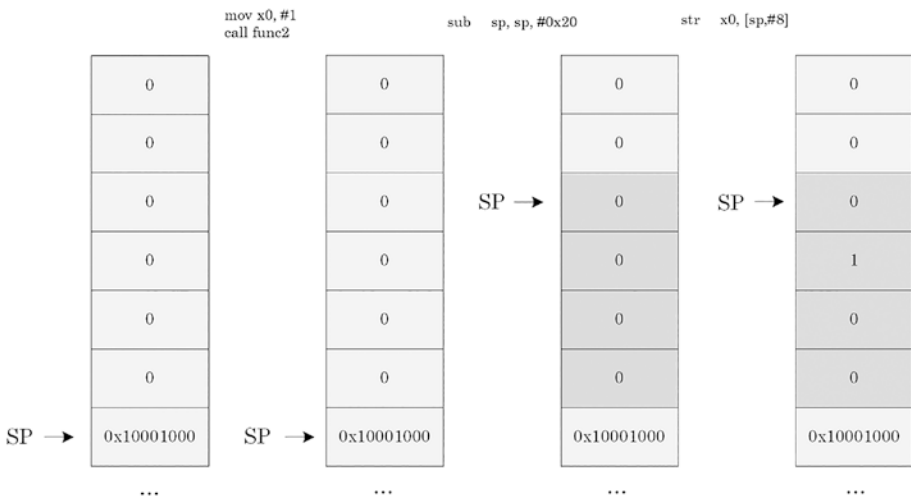 mov x0, #1
call func2
sub sp, sp, #0x20
str x0, [sp,#8]
0 0 0 0
0 0 0 0
0 0 SP → 0 SP → 0
0 0 0 1
0 0 0 0
0 0 0 0
SP → 0x10001000 SP → 0x10001000 0x10001000 0x10001000
... ... ... ...